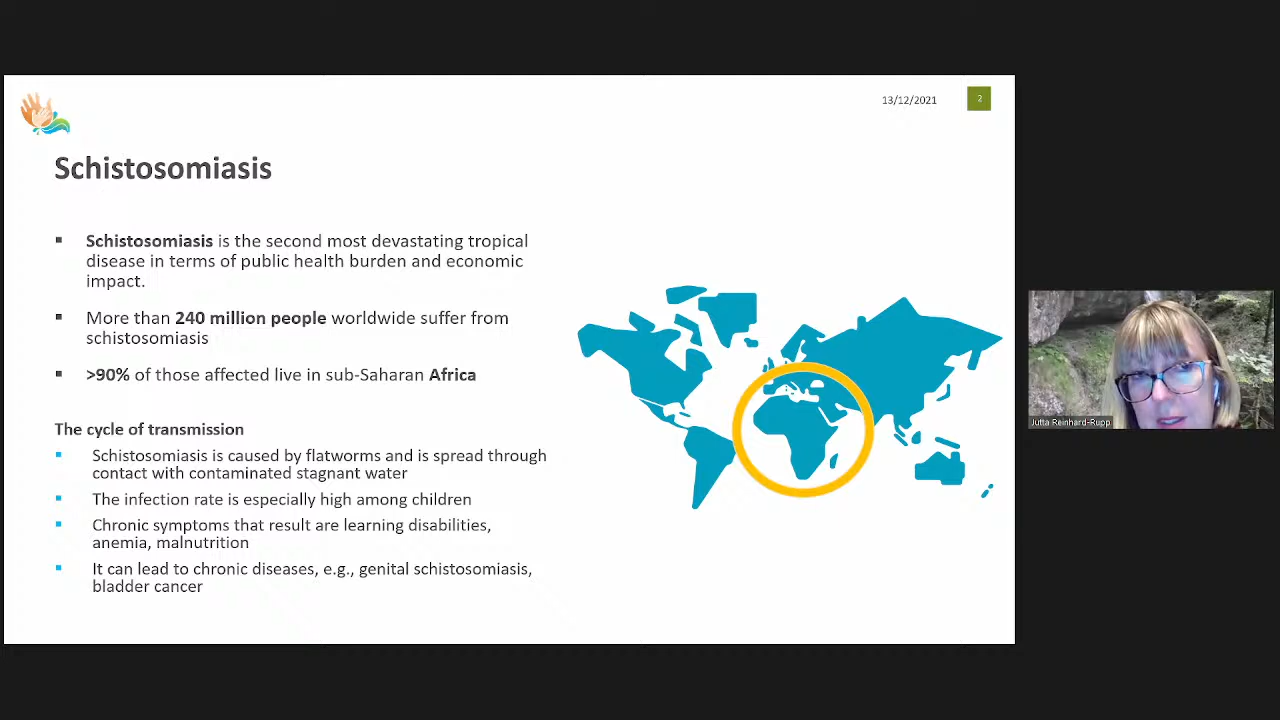 13/12/2021
2
Schistosomiasis
▪ Schistosomiasis is the second most devastating tropical
disease in terms of public health burden and economic
impact.
▪ More than 240 million people worldwide suffer from
schistosomiasis
▪ >90% of those affected live in sub-Saharan Africa
The cycle of transmission
▪ Schistosomiasis is caused by flatworms and is spread through
contact with contaminated stagnant water
▪ The infection rate is especially high among children
▪ Chronic symptoms that result are learning disabilities,
anemia, malnutrition
▪ It can lead to chronic diseases, e.g., genital schistosomiasis,
bladder cancer
Jutta Reinhard-Rupp